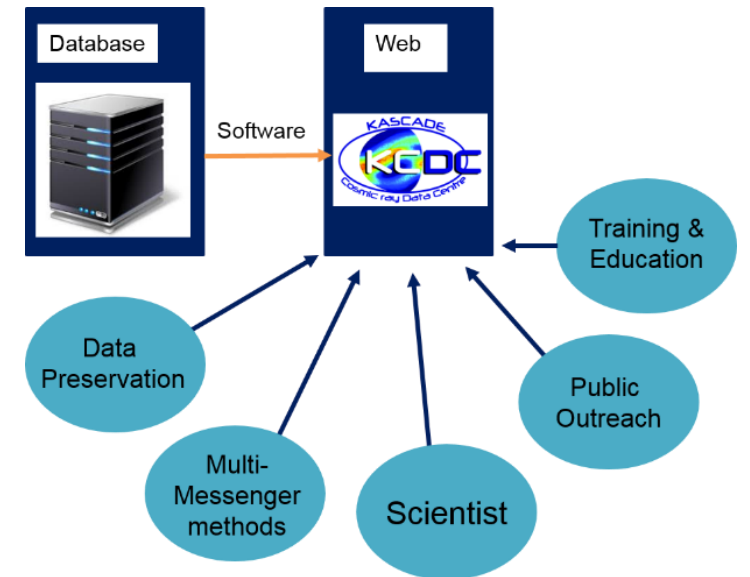 Database
Web
Software
KASCADE
KCDC
Cosmic ray Data Centre
Training &
Education
Data
Preservation
Public
Outreach
Multi-
Messenger
methods
Scientist